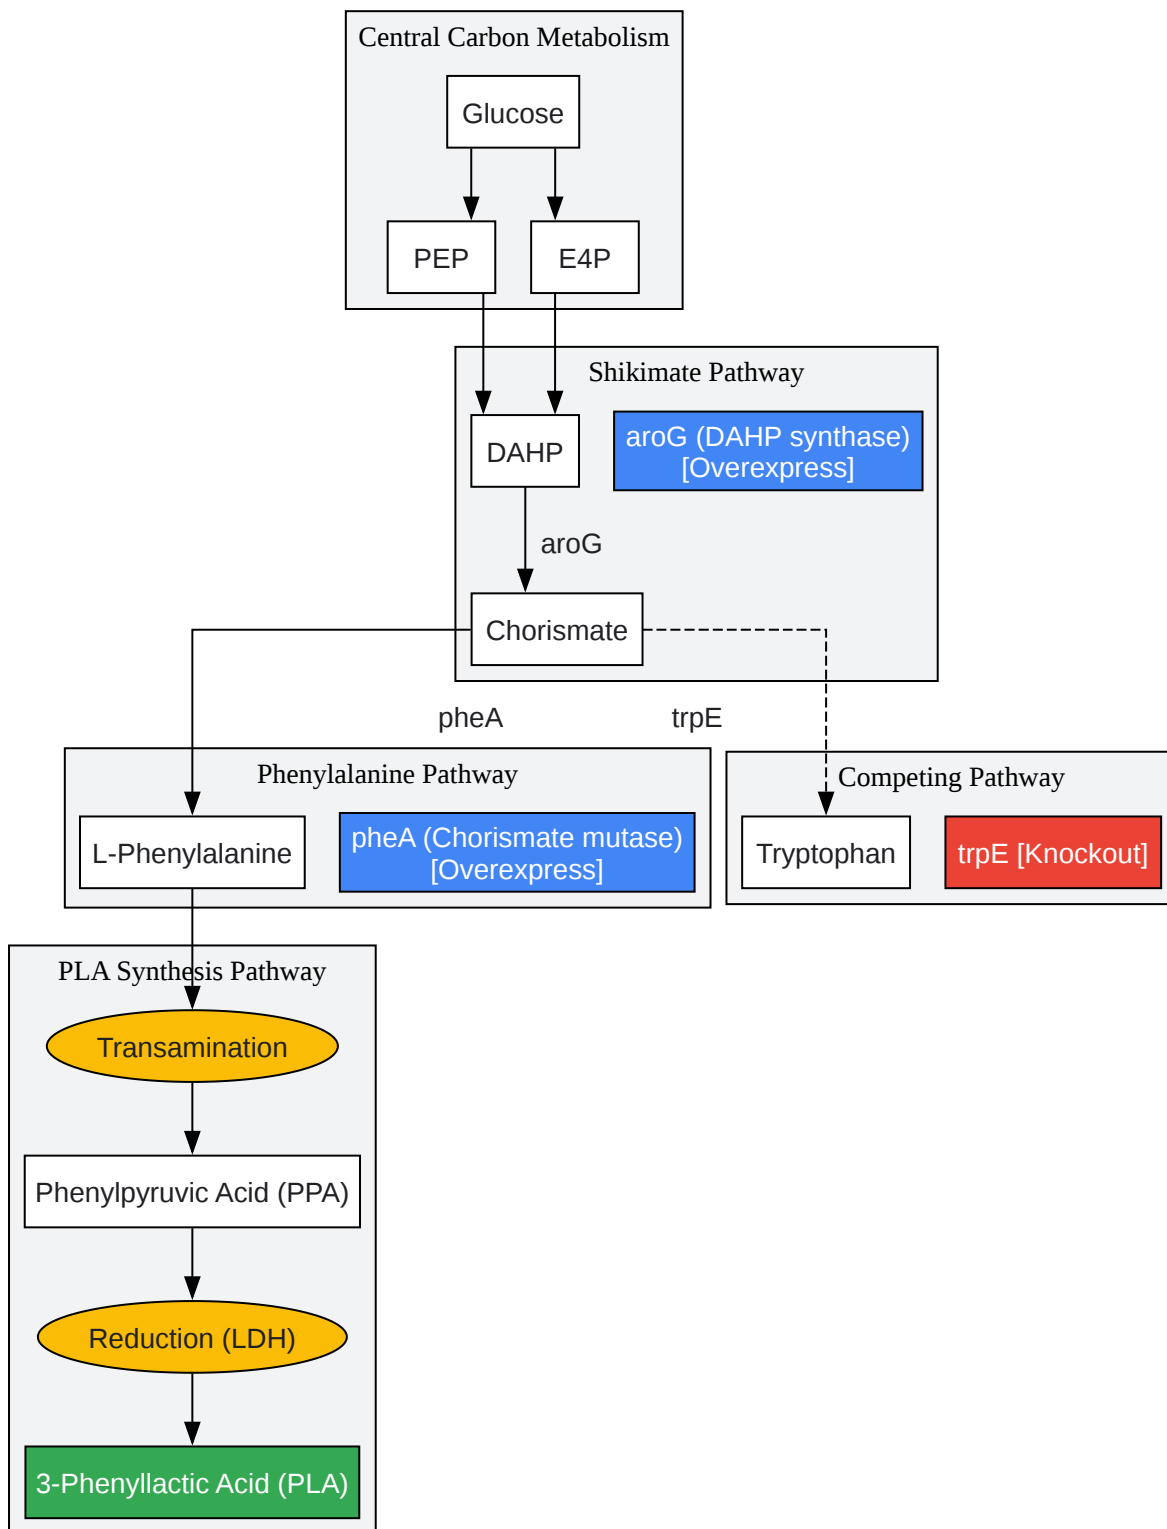 Central Carbon Metabolism
Glucose
PEP
E4P
Shikimate Pathway
DAHP
aroG (DAHP synthase)
[Overexpress]
aroG
Chorismate
pheA
trpE
Phenylalanine Pathway
L-Phenylalanine
pheA (Chorismate mutase)
[Overexpress]
Competing Pathway
Tryptophan
trpE [Knockout]
PLA Synthesis Pathway
Transamination
Phenylpyruvic Acid (PPA)
Reduction (LDH)
3-Phenyllactic Acid (PLA)